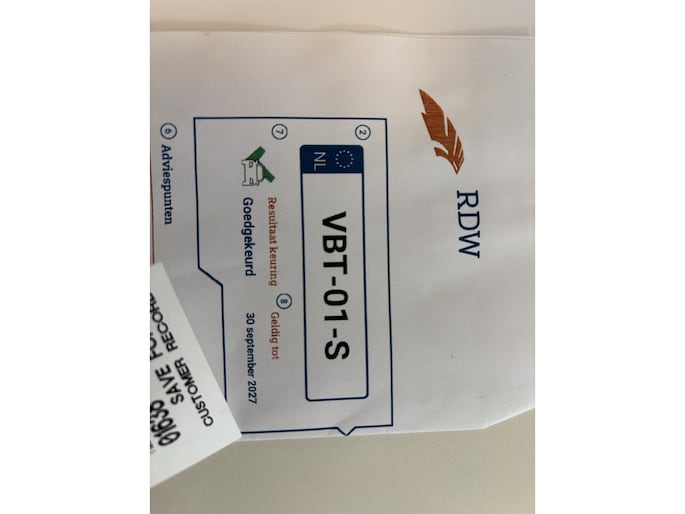 RDW
2
NL
VBT-01-S
7
Resultaat keuring
Goedgekeurd
8
Geldig tot
30 september 2027
6 Adviespunten
01636
SAVE
CUSTOMER RECORD